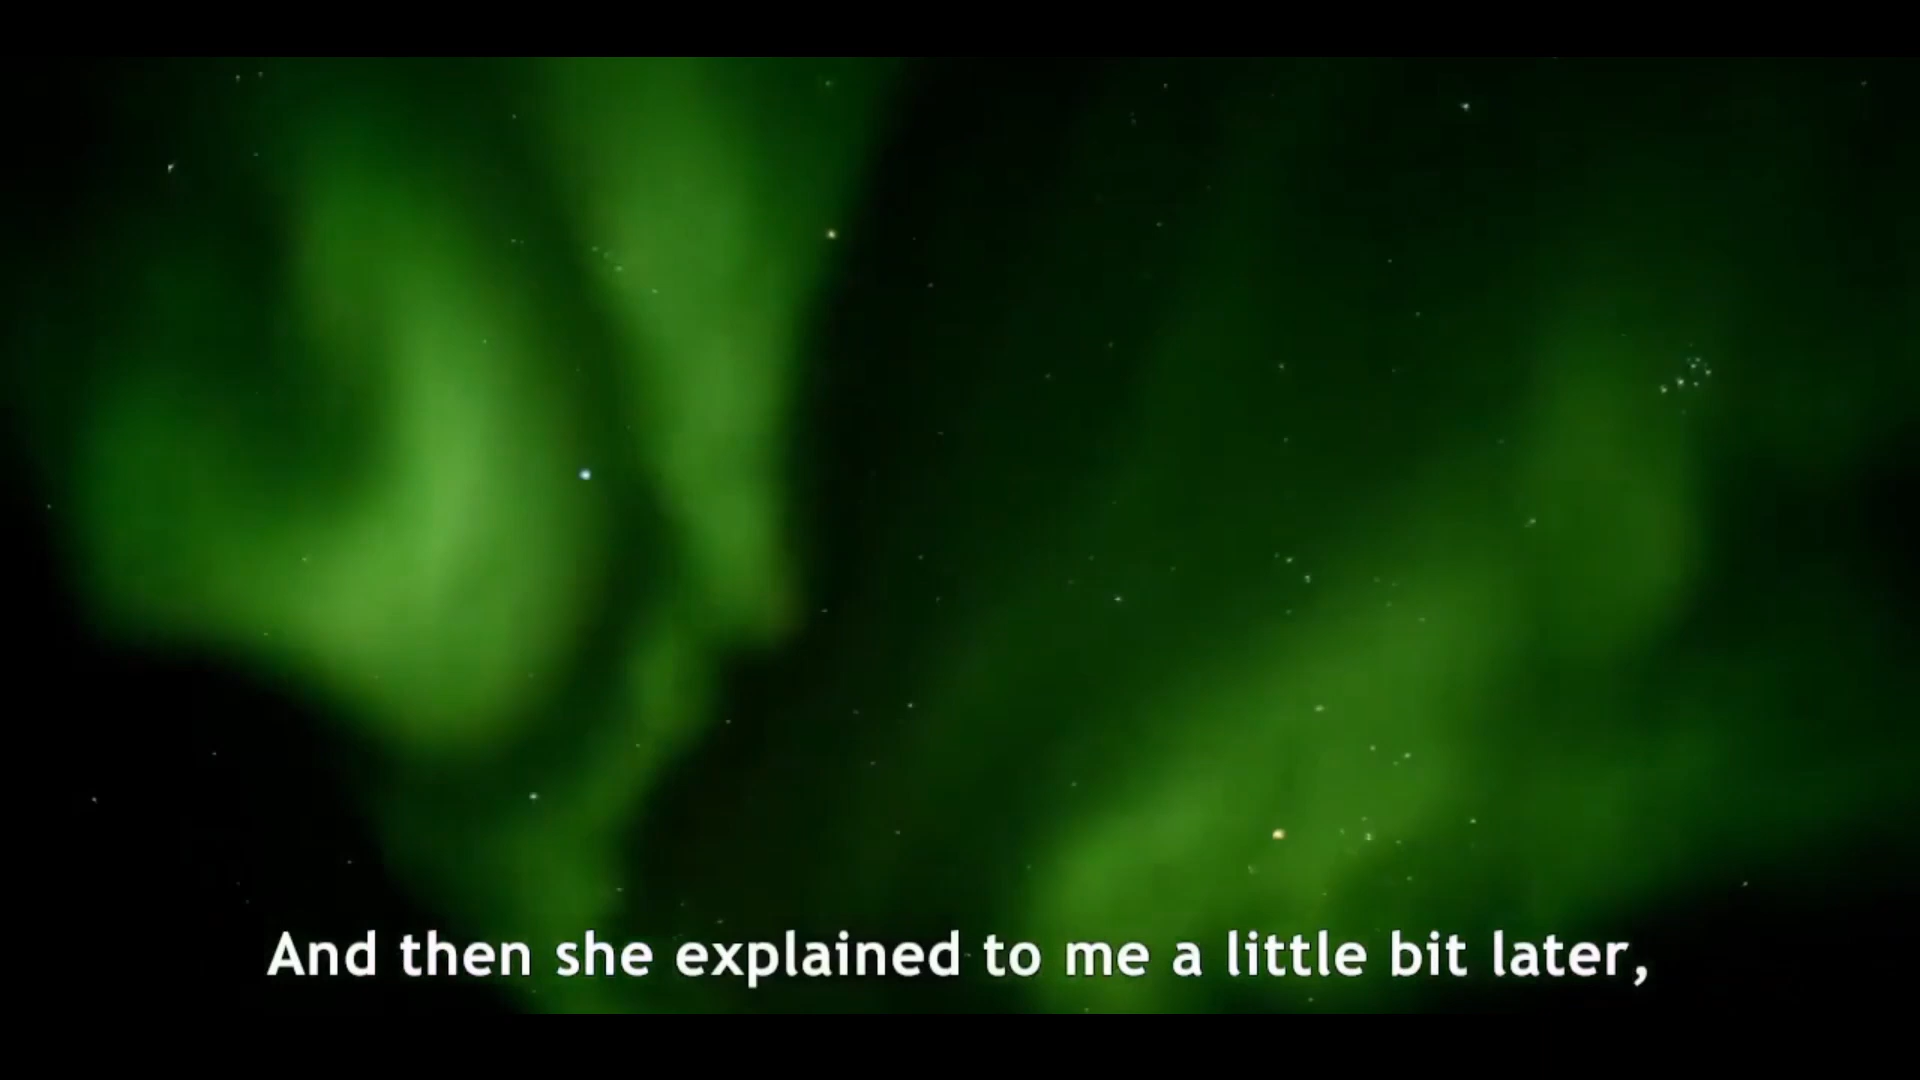 And then she explained to me a little bit later,